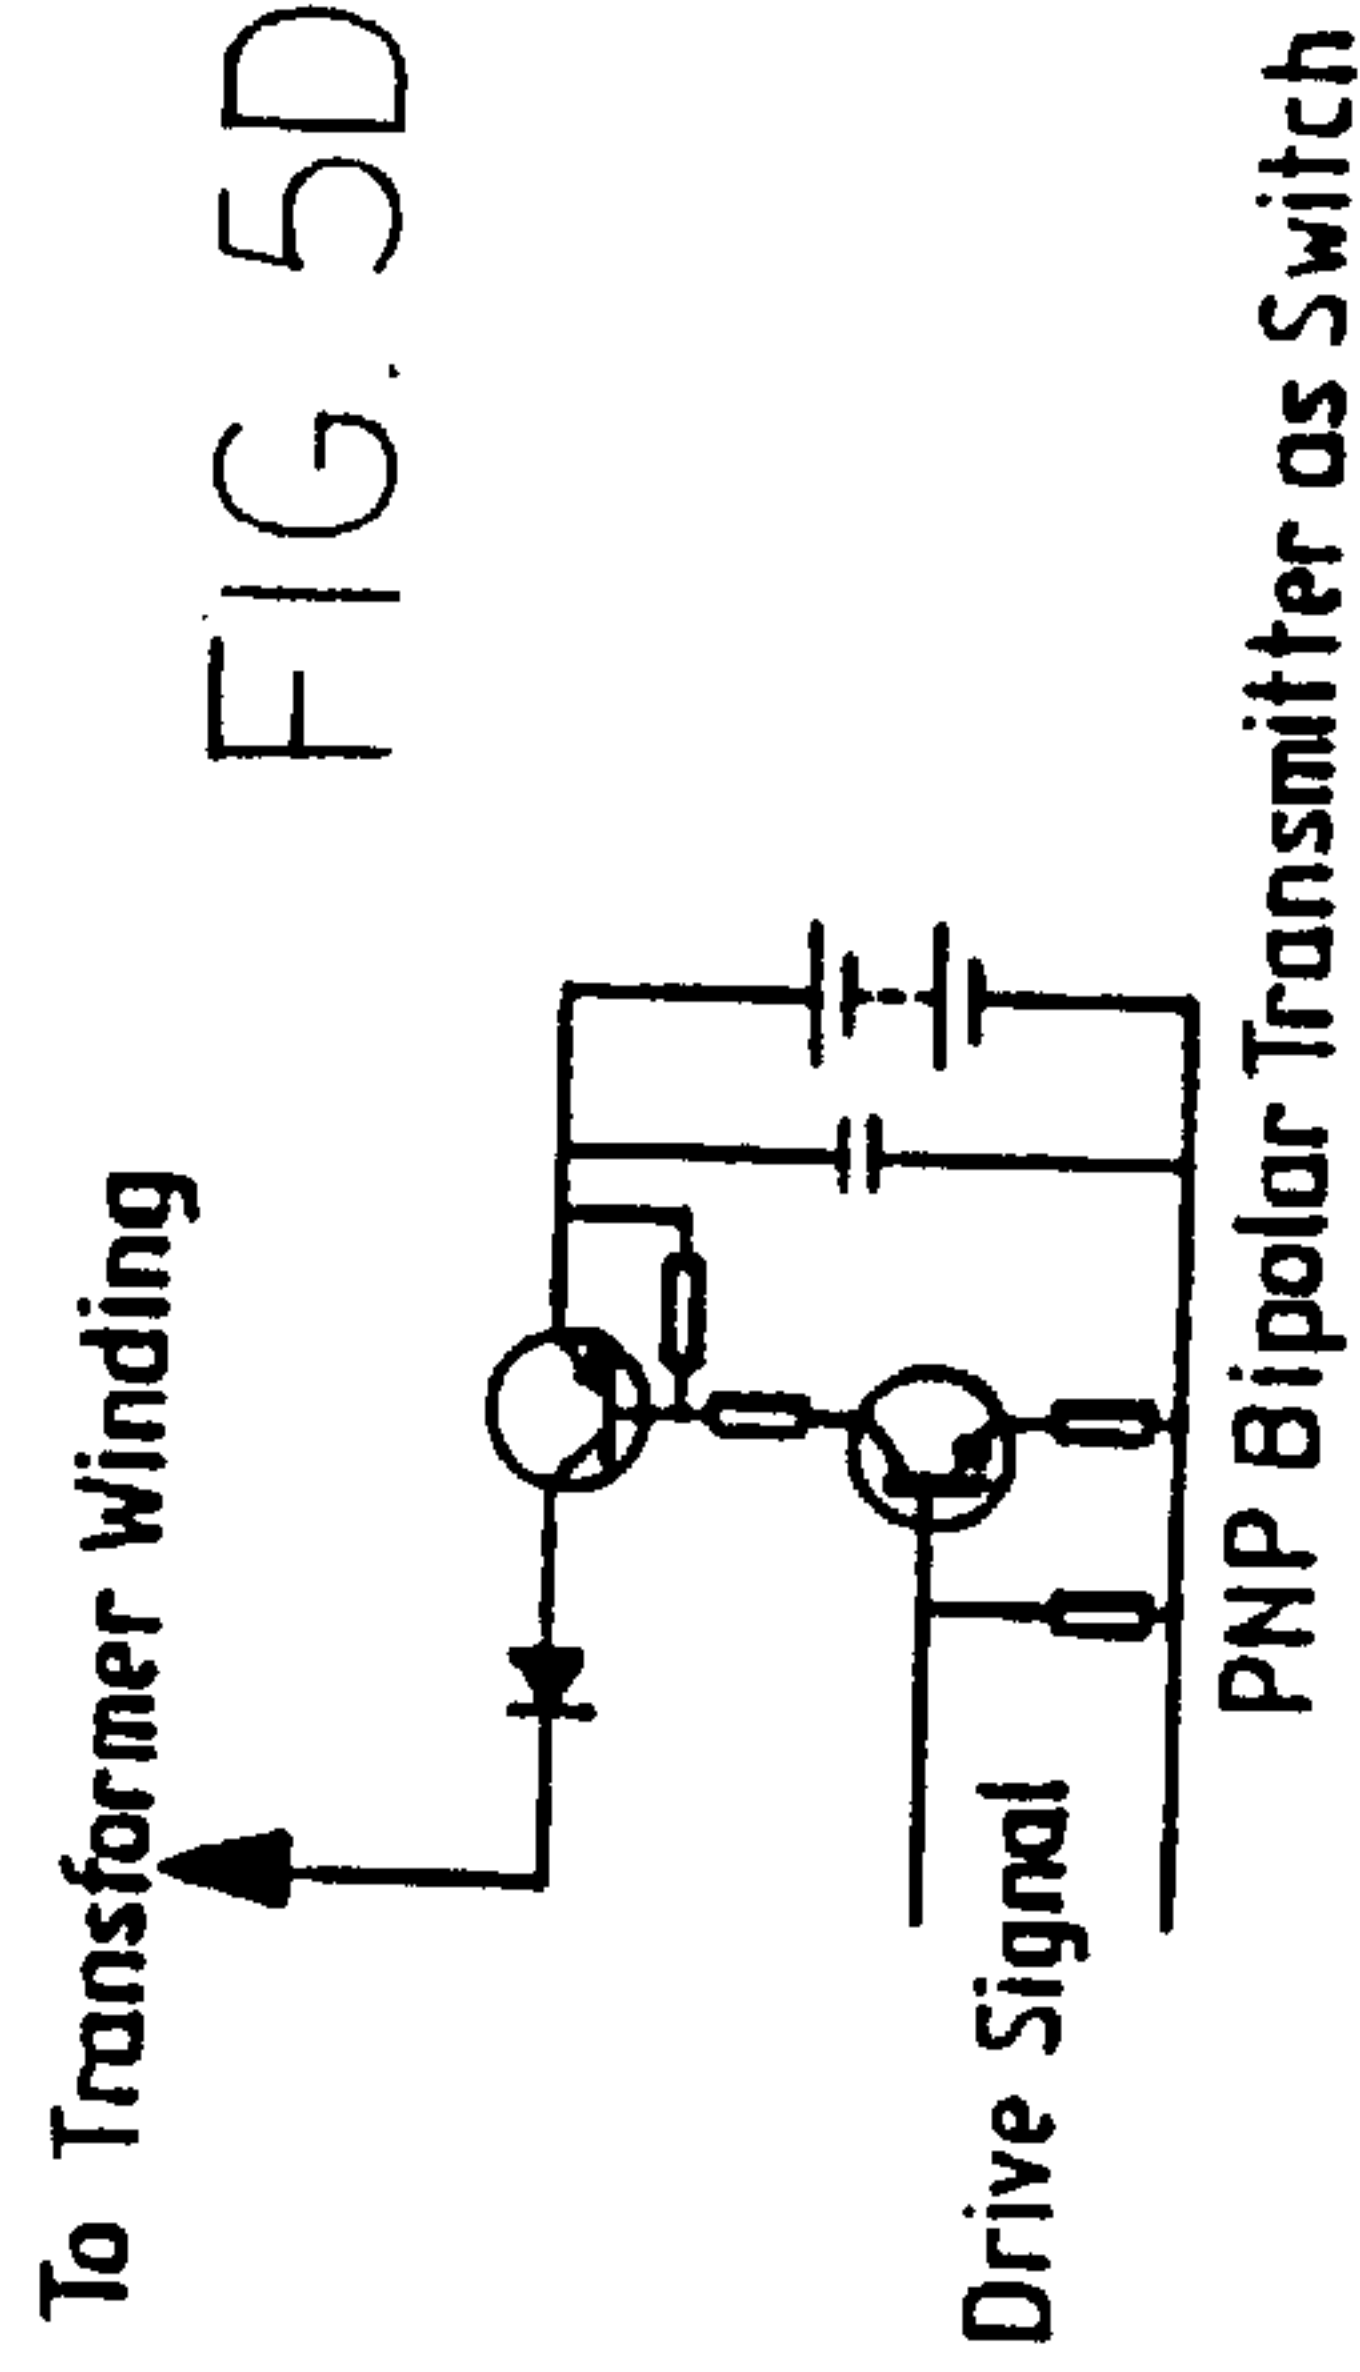 FIG. 5D
To Transformer Winding
Drive Signal
PNP Bipolar Transmitter as Switch